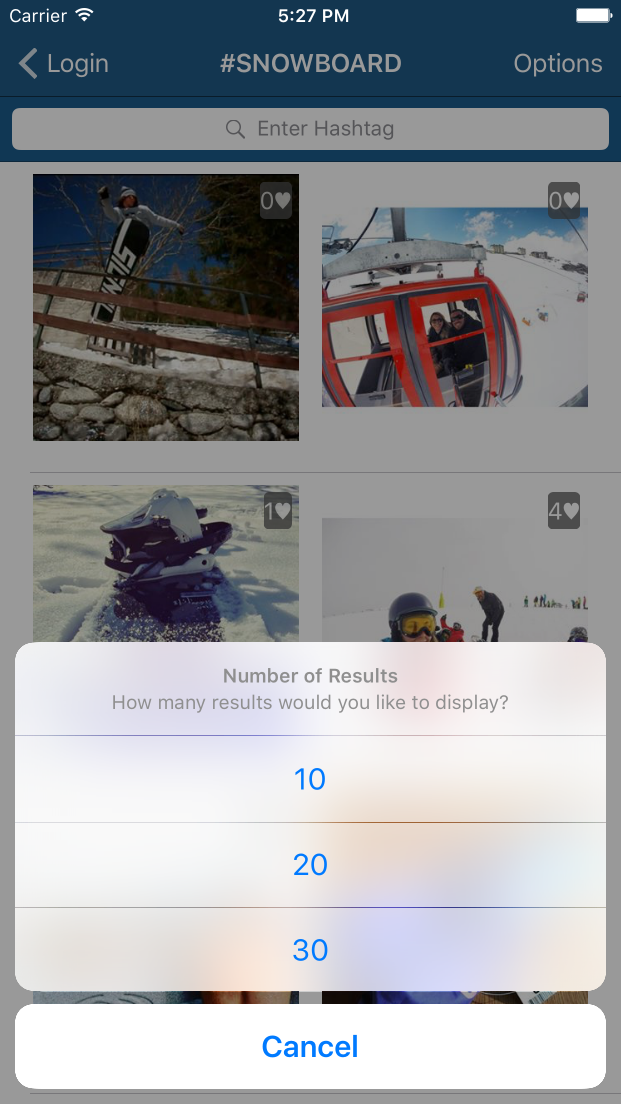 Carrier 5:27 PM
Login #SNOWBOARD Options
Enter Hashtag
0♥ 0♥
1♥ 4♥
Number of Results
How many results would you like to display?
10
20
30
Cancel